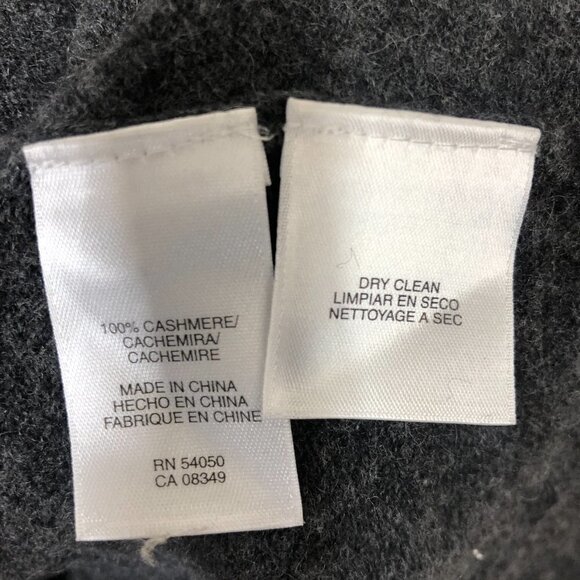 100% CASHMERE/
CACHEMIRA/
CACHEMIRE
MADE IN CHINA
HECHO EN CHINA
FABRIQUE EN CHINE
RN 54050
CA 08349
DRY CLEAN
LIMPIAR EN SECO
NETTOYAGE A SEC